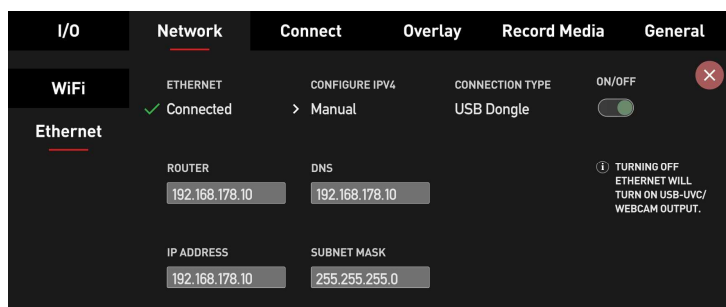 I/O Network Connect Overlay Record Media General
WiFi
Ethernet
ETHERNET CONFIGURE IPV4 CONNECTION TYPE ON/OFF
Connected > Manual USB Dongle
ROUTER DNS
192.168.178.10 192.168.178.10
TURNING OFF
ETHERNET WILL
TURN ON USB-UVC/
WEBCAM OUTPUT.
IP ADDRESS SUBNET MASK
192.168.178.10 255.255.255.0